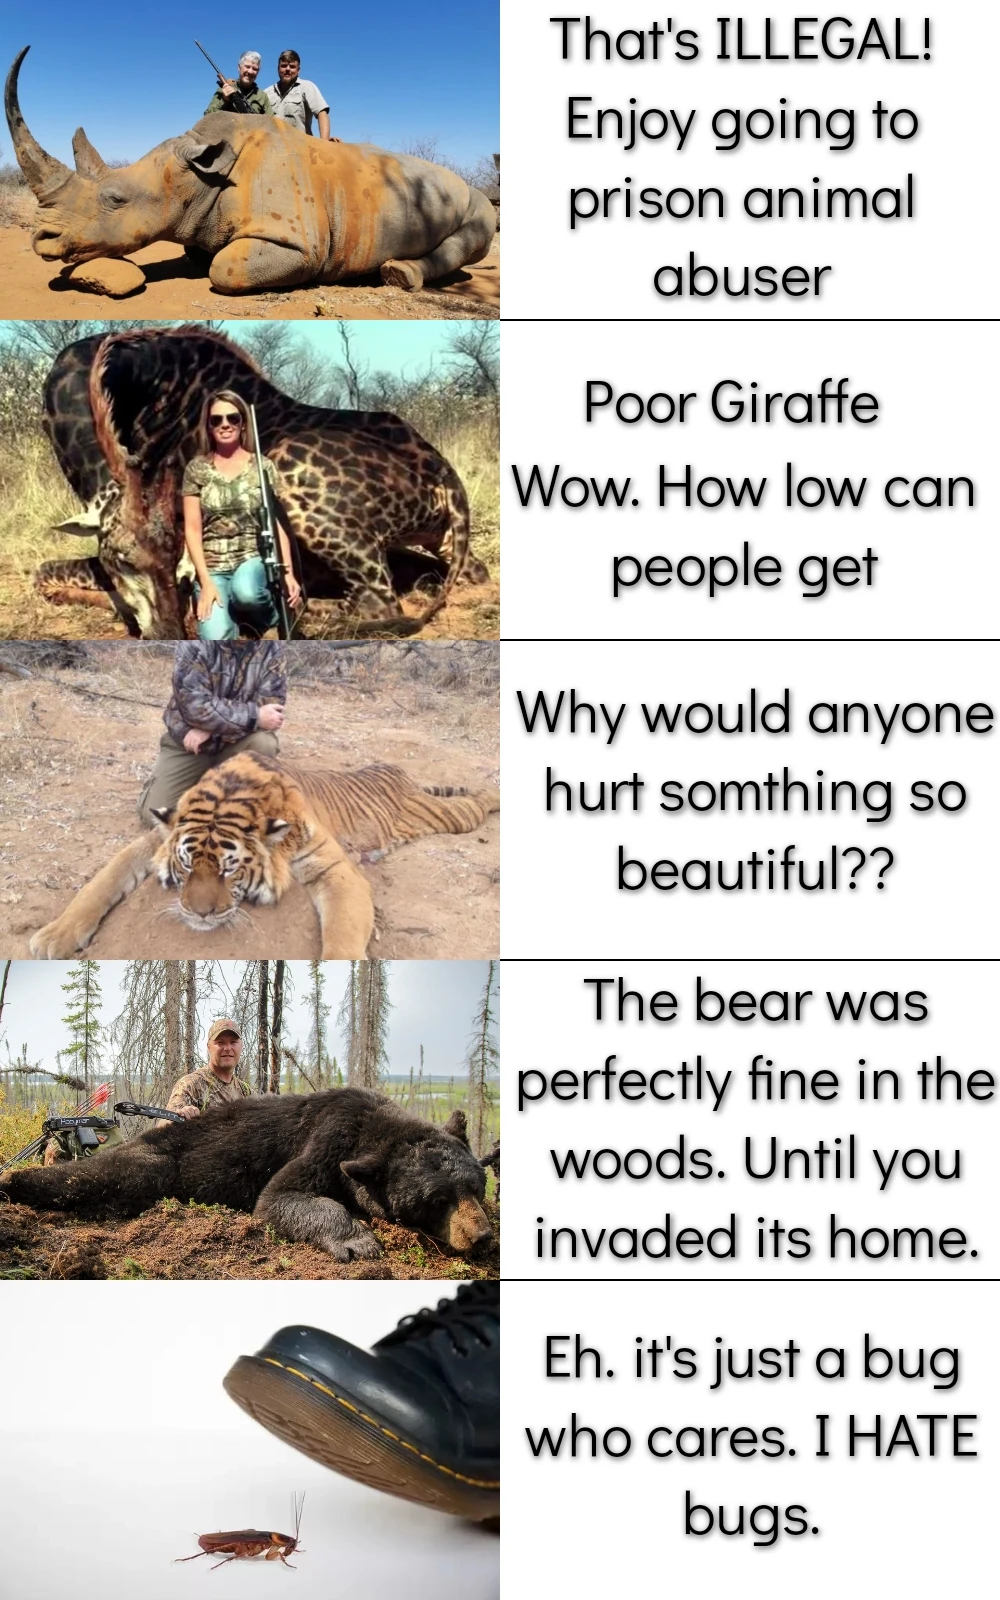 That's ILLEGAL!
Enjoy going to
prison animal
abuser
Poor Giraffe
Wow. How low can
people get
Why would anyone
hurt somthing so
beautiful??
The bear was
perfectly fine in the
woods. Until you
invaded its home.
Eh. it's just a bug
who cares. I HATE
bugs.